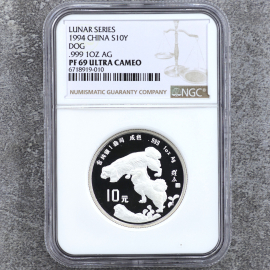 LUNAR SERIES
1994 CHINA S10Y
DOG
.999 1OZ AG
PF 69 ULTRA CAMEO
6718919-010
NUMISMATIC GUARANTY COMPANY
NGC
10元